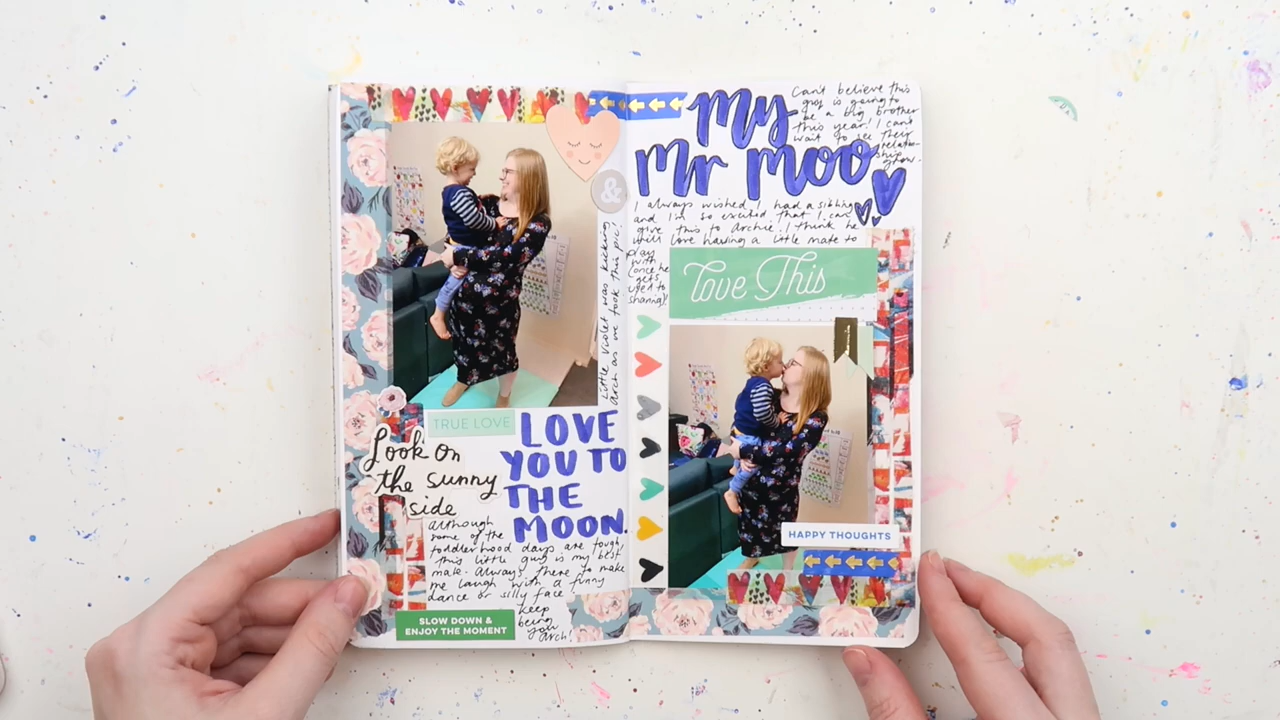 &
Little Violet was kicking
Arch as we took this pic!
TRUE LOVE
Look on
the sunny
side
LOVE
YOU TO
THE
MOON.
although
some of the
toddlerhood days are tough
this little guy is my best
mate. Always there to make
me laugh with a funny
dance or silly face!
keep
being
you
Arch!
SLOW DOWN &
ENJOY THE MOMENT
My
Mr Moo
Can't believe this
guy is going to
be a big brother
this year! I can't
wait to see their
relation-
ship
grow.
I always wished I had a sibling
and I'm so excited that I can
give this to Archie! I think he
will love having a little mate to
play
with
(once he
gets
used to
sharing)!
Love This
HAPPY THOUGHTS